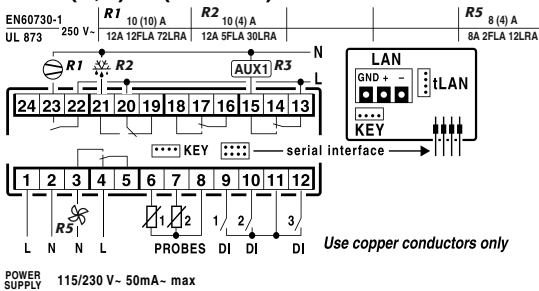 EN60730-1 250 V~ R1 10 (10) A R2 10 (4) A R5 8 (4) A
UL 873 12A 12FLA 72LRA 12A 5FLA 30LRA 8A 2FLA 12LRA
N
R1 R2 AUX1 R3
L
24 23 22 21 20 19 18 17 16 15 14 13
LAN
GND + -
tLAN
KEY
KEY serial interface
1 2 3 4 5 6 7 8 9 10 11 12
R5 1 2 1 2 3
L N N L PROBES DI DI DI
Use copper conductors only
POWER SUPPLY 115/230 V~ 50mA~ max